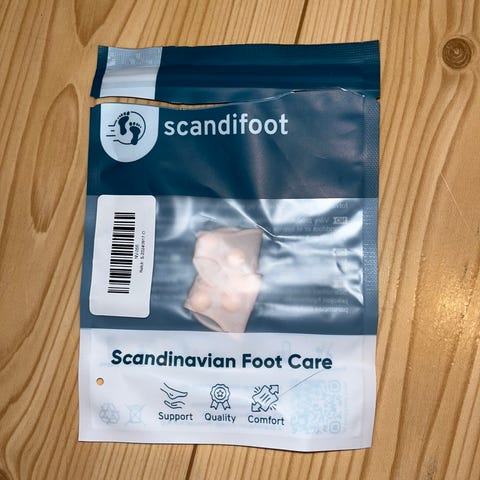 scandifoot
Scandinavian Foot Care
Support Quality Comfort